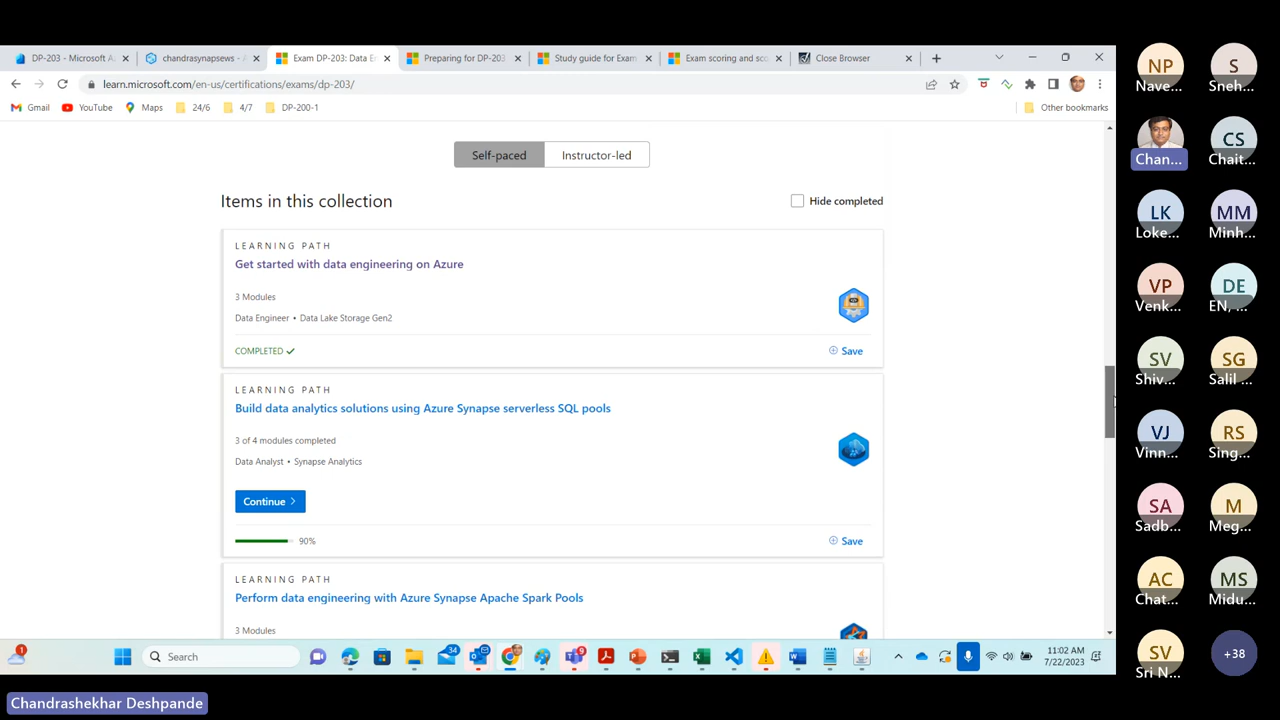 DP-203 - Microsoft A
chandrasynapsews - A
Exam DP-203: Data E
Preparing for DP-203
Study guide for Exam
Exam scoring and sco
Close Browser
learn.microsoft.com/en-us/certifications/exams/dp-203/
Gmail
YouTube
Maps
24/6
4/7
DP-200-1
Other bookmarks
Self-paced
Instructor-led
Items in this collection
Hide completed
LEARNING PATH
Get started with data engineering on Azure
3 Modules
Data Engineer • Data Lake Storage Gen2
COMPLETED
Save
LEARNING PATH
Build data analytics solutions using Azure Synapse serverless SQL pools
3 of 4 modules completed
Data Analyst • Synapse Analytics
Continue
90%
Save
LEARNING PATH
Perform data engineering with Azure Synapse Apache Spark Pools
3 Modules
1
Search
34
9
11:02 AM
7/22/2023
NP
Nave...
S
Sneh...
Chan...
CS
Chait...
LK
Loke...
MM
Minh...
VP
Venk...
DE
EN, ...
SV
Shiv...
SG
Salil ...
VJ
Vinn...
RS
Sing...
SA
Sadb...
M
Meg...
AC
Chat...
MS
Midu...
SV
Sri N...
+38
Chandrashekhar Deshpande